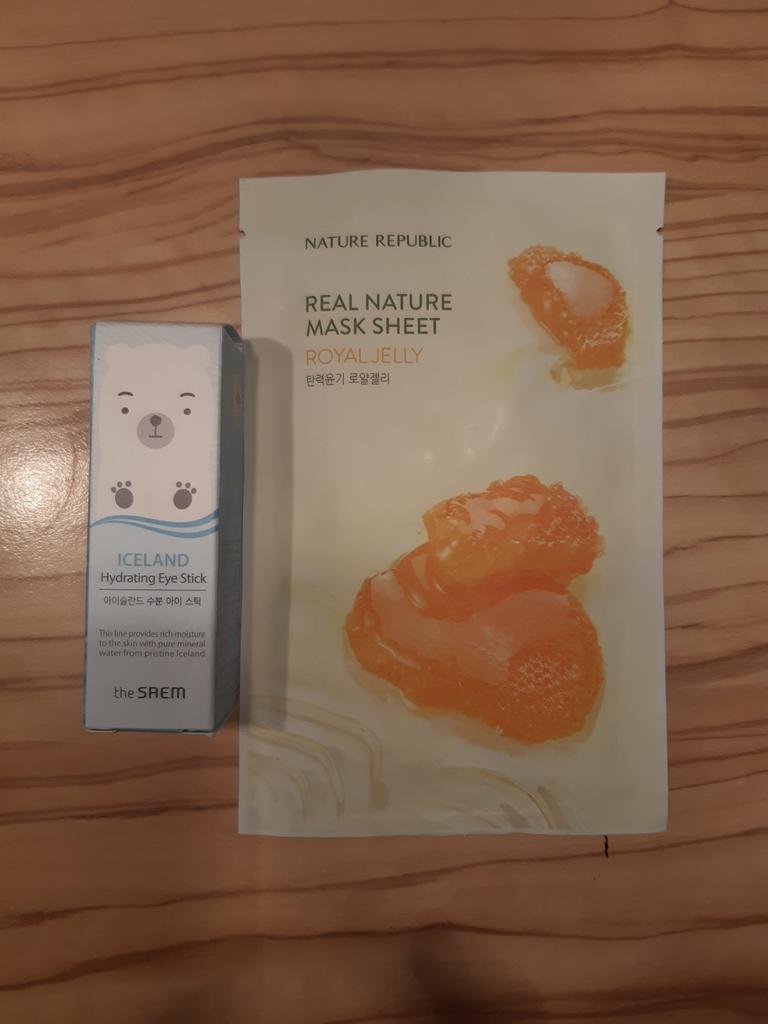 ICELAND
Hydrating Eye Stick
아이슬란드 수분 아이 스틱
This line provides rich moisture
to the skin with pure mineral
water from pristine Iceland.
the SAEM
NATURE REPUBLIC
REAL NATURE
MASK SHEET
ROYAL JELLY
탄력윤기 로얄젤리